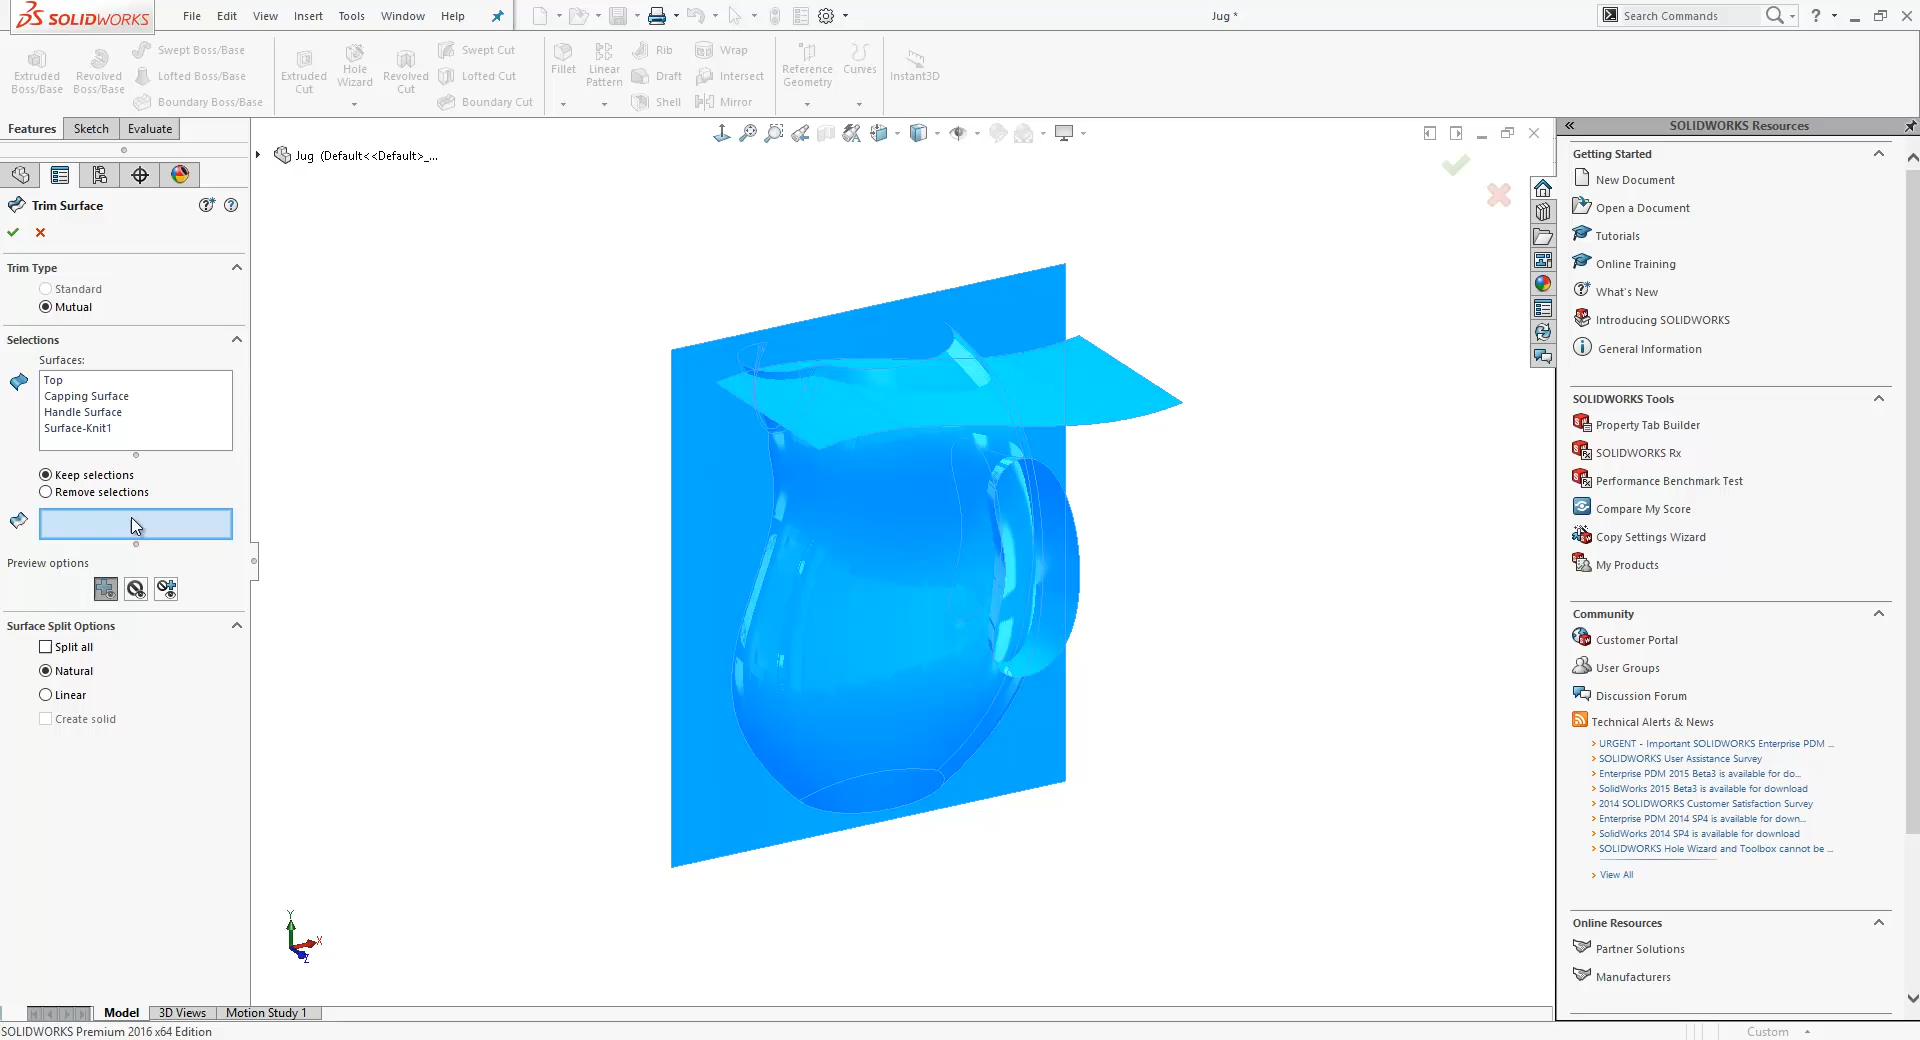 SOLIDWORKS
File Edit View Insert Tools Window Help
Jug *
Search Commands
?
Extruded Boss/Base
Revolved Boss/Base
Swept Boss/Base
Lofted Boss/Base
Boundary Boss/Base
Extruded Cut
Hole Wizard
Revolved Cut
Swept Cut
Lofted Cut
Boundary Cut
Fillet
Linear Pattern
Rib
Draft
Shell
Wrap
Intersect
Mirror
Reference Geometry
Curves
Instant3D
Features Sketch Evaluate
Jug (Default<<Default>_...
Trim Surface
Trim Type
Standard
Mutual
Selections
Surfaces:
Top
Capping Surface
Handle Surface
Surface-Knit1
Keep selections
Remove selections
Preview options
Surface Split Options
Split all
Natural
Linear
Create solid
Y
X
Z
Model 3D Views Motion Study 1
SOLIDWORKS Premium 2016 x64 Edition
Custom
SOLIDWORKS Resources
Getting Started
New Document
Open a Document
Tutorials
Online Training
What's New
Introducing SOLIDWORKS
General Information
SOLIDWORKS Tools
Property Tab Builder
SOLIDWORKS Rx
Performance Benchmark Test
Compare My Score
Copy Settings Wizard
My Products
Community
Customer Portal
User Groups
Discussion Forum
Technical Alerts & News
URGENT - Important SOLIDWORKS Enterprise PDM ...
SOLIDWORKS User Assistance Survey
Enterprise PDM 2015 Beta3 is available for do...
SolidWorks 2015 Beta3 is available for download
2014 SOLIDWORKS Customer Satisfaction Survey
Enterprise PDM 2014 SP4 is available for down...
SolidWorks 2014 SP4 is available for download
SOLIDWORKS Hole Wizard and Toolbox cannot be ...
View All
Online Resources
Partner Solutions
Manufacturers